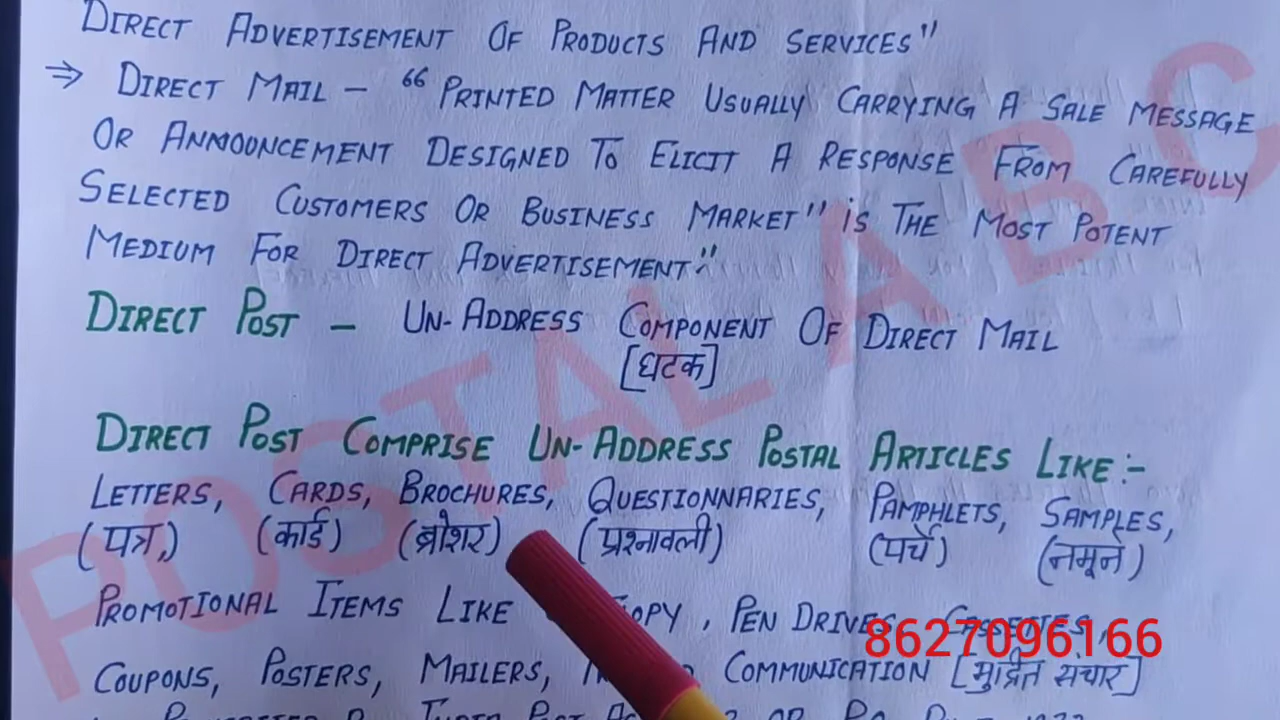 DIRECT ADVERTISEMENT OF PRODUCTS AND SERVICES"
⇒ DIRECT MAIL - "PRINTED MATTER USUALLY CARRYING A SALE MESSAGE
OR ANNOUNCEMENT DESIGNED TO ELICIT A RESPONSE FROM CAREFULLY
SELECTED CUSTOMERS OR BUSINESS MARKET" IS THE MOST POTENT
MEDIUM FOR DIRECT ADVERTISEMENT."
DIRECT POST - UN-ADDRESS COMPONENT OF DIRECT MAIL
[घटक]
DIRECT POST COMPRISE UN-ADDRESS POSTAL ARTICLES LIKE:-
LETTERS, CARDS, BROCHURES, QUESTIONNARIES, PAMPHLETS, SAMPLES,
(पत्र,) (कार्ड) (ब्रोशर) (प्रश्नावली) (पर्चे) (नमूने)
PROMOTIONAL ITEMS LIKE , PEN DRIVES, CASSETTES,
8627096166
COUPONS, POSTERS, MAILERS, COMMUNICATION [मुद्रित संचार]
POSTAL ABC